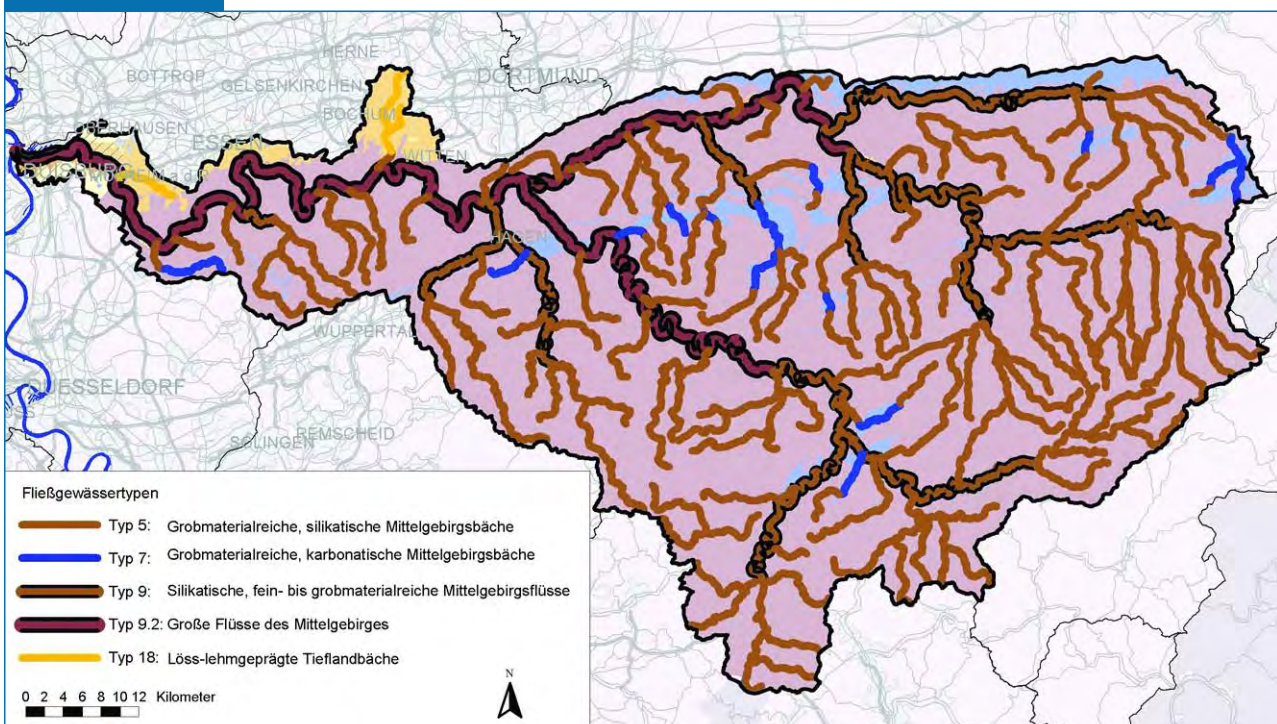 HERNE
BOTTROP
DORTMUND
GELSENKIRCHEN
BOCHUM
OBERHAUSEN
ESSEN
WITTEN
DUISBURG
HAGEN
WUPPERTAL
DUESSELDORF
REMSCHEID
SOLINGEN
Fließgewässertypen
Typ 5: Grobmaterialreiche, silikatische Mittelgebirgsbäche
Typ 7: Grobmaterialreiche, karbonatische Mittelgebirgsbäche
Typ 9: Silikatische, fein- bis grobmaterialreiche Mittelgebirgsflüsse
Typ 9.2: Große Flüsse des Mittelgebirges
Typ 18: Löss-lehmgeprägte Tieflandbäche
0 2 4 6 8 10 12 Kilometer
N